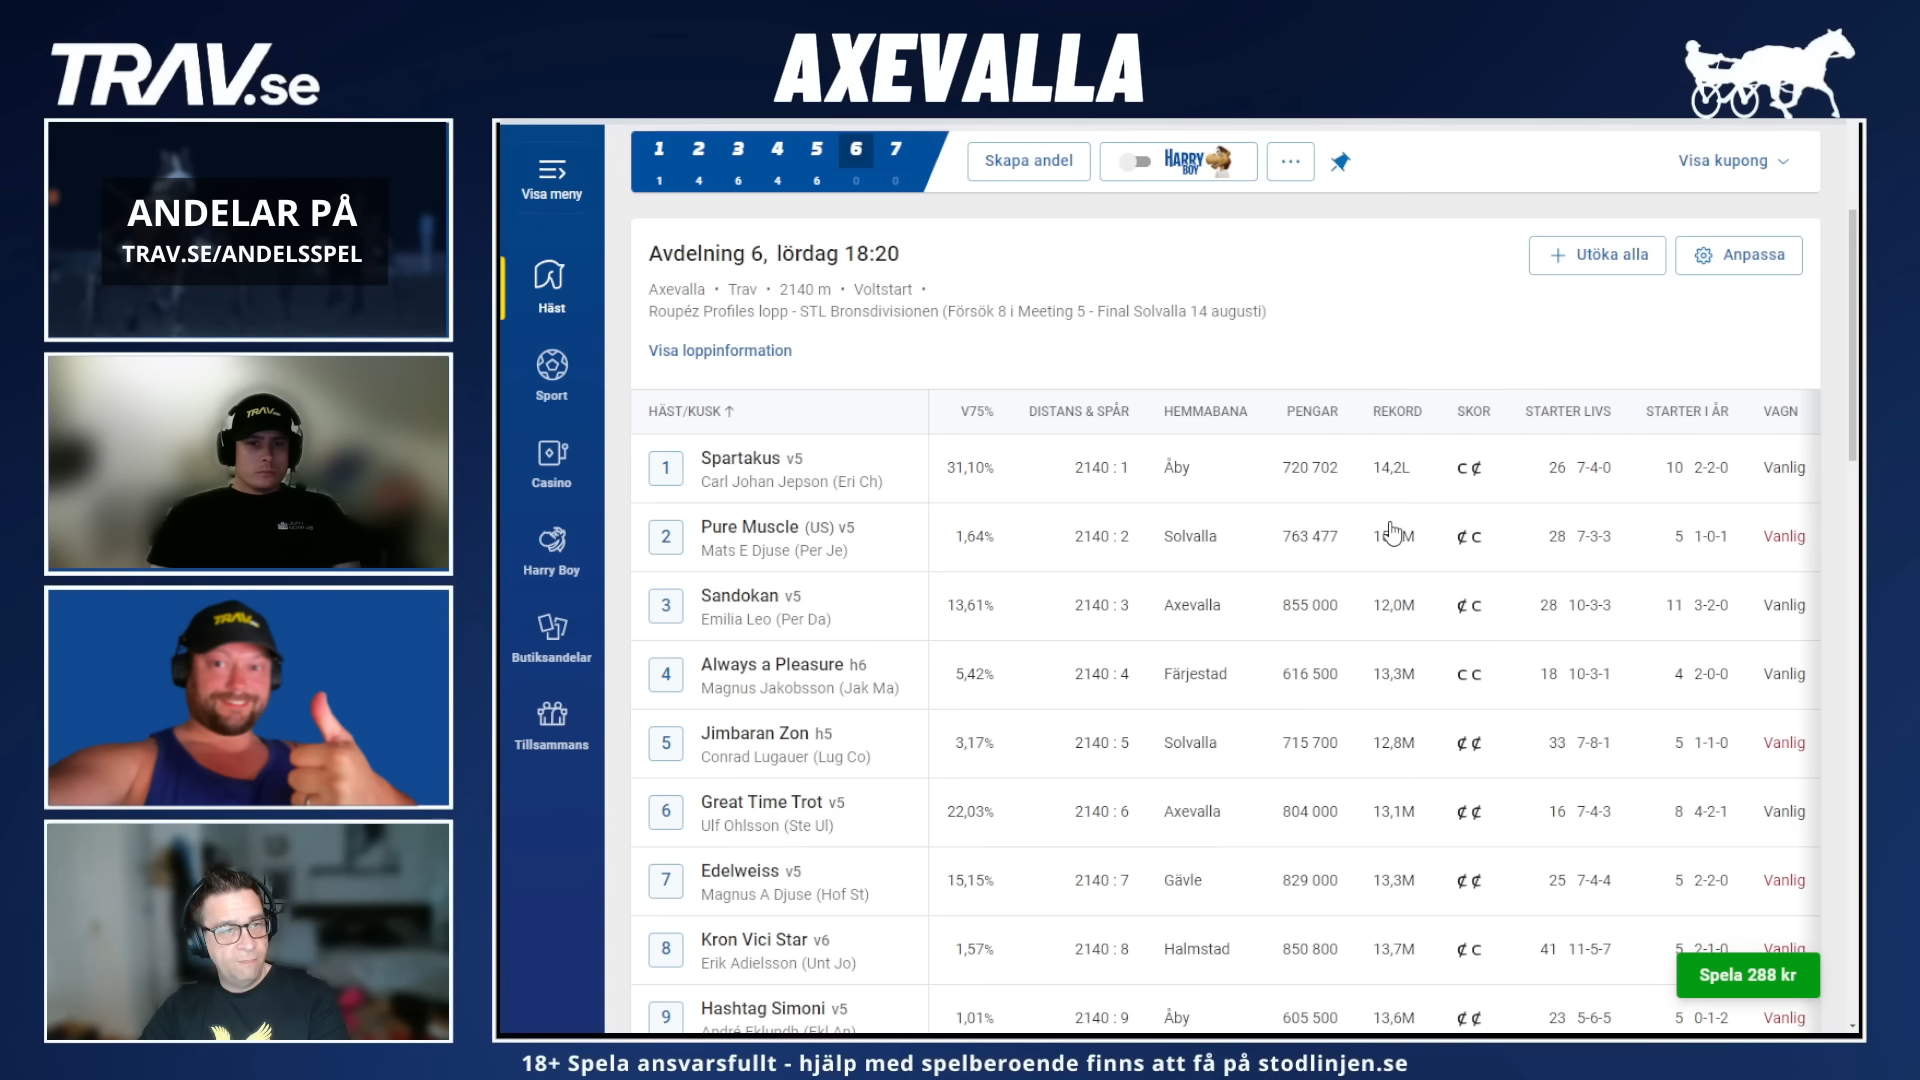 TRAV.se
AXEVALLA
ANDELAR PÅ
TRAV.SE/ANDELSSPEL
TRAV.se
TRAV.se
Visa meny
Häst
Sport
Casino
Harry Boy
Butiksandelar
Tillsammans
1 2 3 4 5 6 7
1 4 6 4 6 0 0
Skapa andel
HARRY BOY
...
Visa kupong
Avdelning 6, lördag 18:20
+ Utöka alla
Anpassa
Axevalla • Trav • 2140 m • Voltstart •
Roupéz Profiles lopp - STL Bronsdivisionen (Försök 8 i Meeting 5 - Final Solvalla 14 augusti)
Visa loppinformation
HÄST/KUSK ↑ V75% DISTANS & SPÅR HEMMABANA PENGAR REKORD SKOR STARTER LIVS STARTER I ÅR VAGN
1 Spartakus v5 31,10% 2140 : 1 Åby 720 702 14,2L C ₵ 26 7-4-0 10 2-2-0 Vanlig
Carl Johan Jepson (Eri Ch)
2 Pure Muscle (US) v5 1,64% 2140 : 2 Solvalla 763 477 ₵ C 28 7-3-3 5 1-0-1 Vanlig
Mats E Djuse (Per Je)
3 Sandokan v5 13,61% 2140 : 3 Axevalla 855 000 12,0M ₵ C 28 10-3-3 11 3-2-0 Vanlig
Emilia Leo (Per Da)
4 Always a Pleasure h6 5,42% 2140 : 4 Färjestad 616 500 13,3M C C 18 10-3-1 4 2-0-0 Vanlig
Magnus Jakobsson (Jak Ma)
5 Jimbaran Zon h5 3,17% 2140 : 5 Solvalla 715 700 12,8M ₵ ₵ 33 7-8-1 5 1-1-0 Vanlig
Conrad Lugauer (Lug Co)
6 Great Time Trot v5 22,03% 2140 : 6 Axevalla 804 000 13,1M ₵ ₵ 16 7-4-3 8 4-2-1 Vanlig
Ulf Ohlsson (Ste Ul)
7 Edelweiss v5 15,15% 2140 : 7 Gävle 829 000 13,3M ₵ ₵ 25 7-4-4 5 2-2-0 Vanlig
Magnus A Djuse (Hof St)
8 Kron Vici Star v6 1,57% 2140 : 8 Halmstad 850 800 13,7M ₵ C 41 11-5-7 5 2-1-0 Vanlig
Erik Adielsson (Unt Jo)
Spela 288 kr
9 Hashtag Simoni v5 1,01% 2140 : 9 Åby 605 500 13,6M ₵ ₵ 23 5-6-5 5 0-1-2 Vanlig
André Eklundh (Ekl An)
18+ Spela ansvarsfullt - hjälp med spelberoende finns att få på stodlinjen.se